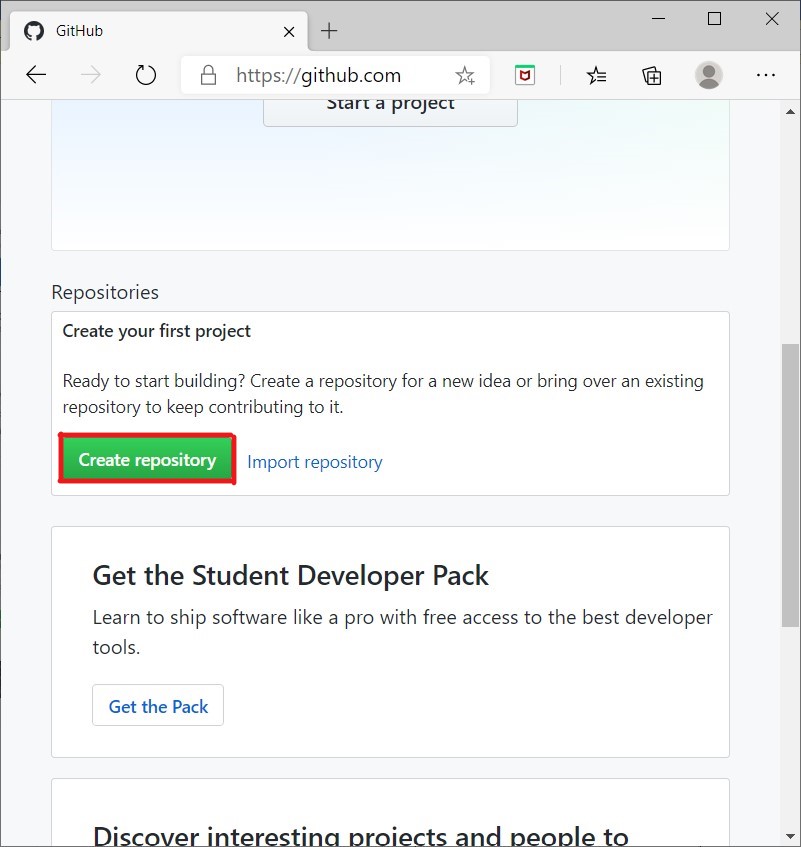 GitHub
https://github.com
Start a project
Repositories
Create your first project
Ready to start building? Create a repository for a new idea or bring over an existing
repository to keep contributing to it.
Create repository
Import repository
Get the Student Developer Pack
Learn to ship software like a pro with free access to the best developer
tools.
Get the Pack
Discover interesting projects and people to